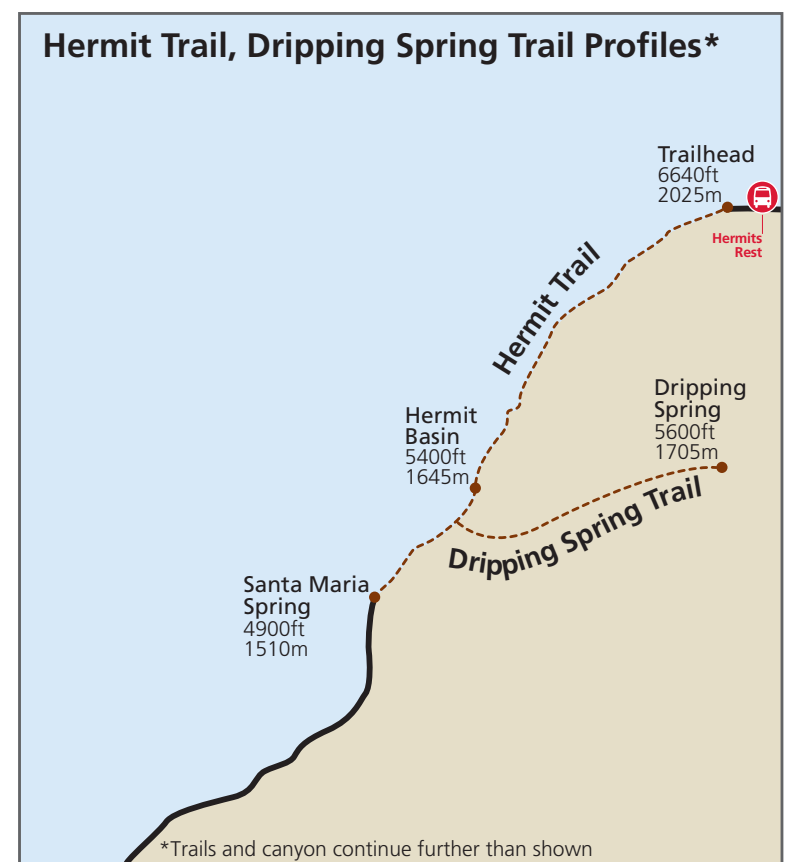 Hermit Trail, Dripping Spring Trail Profiles*
Trailhead
6640ft
2025m
Hermits
Rest
Hermit Trail
Dripping
Spring
5600ft
1705m
Hermit
Basin
5400ft
1645m
Dripping Spring Trail
Santa Maria
Spring
4900ft
1510m
*Trails and canyon continue further than shown